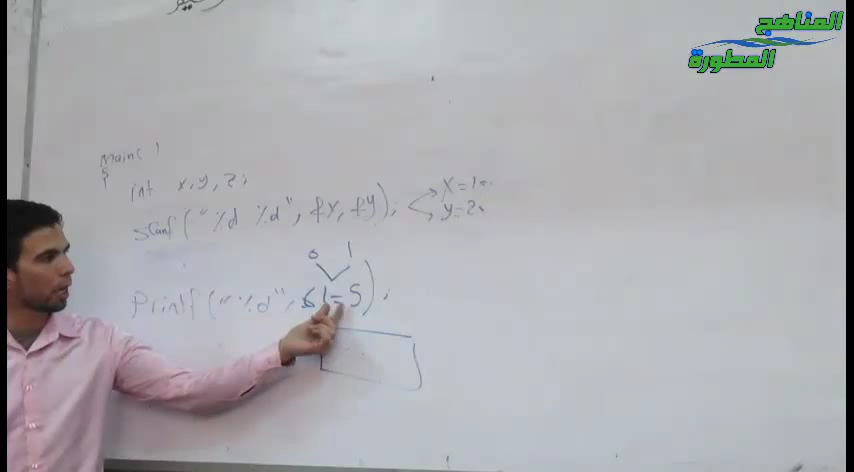 المناهج
المطورة
main( )
{
int x,y,z;
scanf("%d %d", &x, &y); x=10
y=20
0 1
printf("%d", 6!=5);